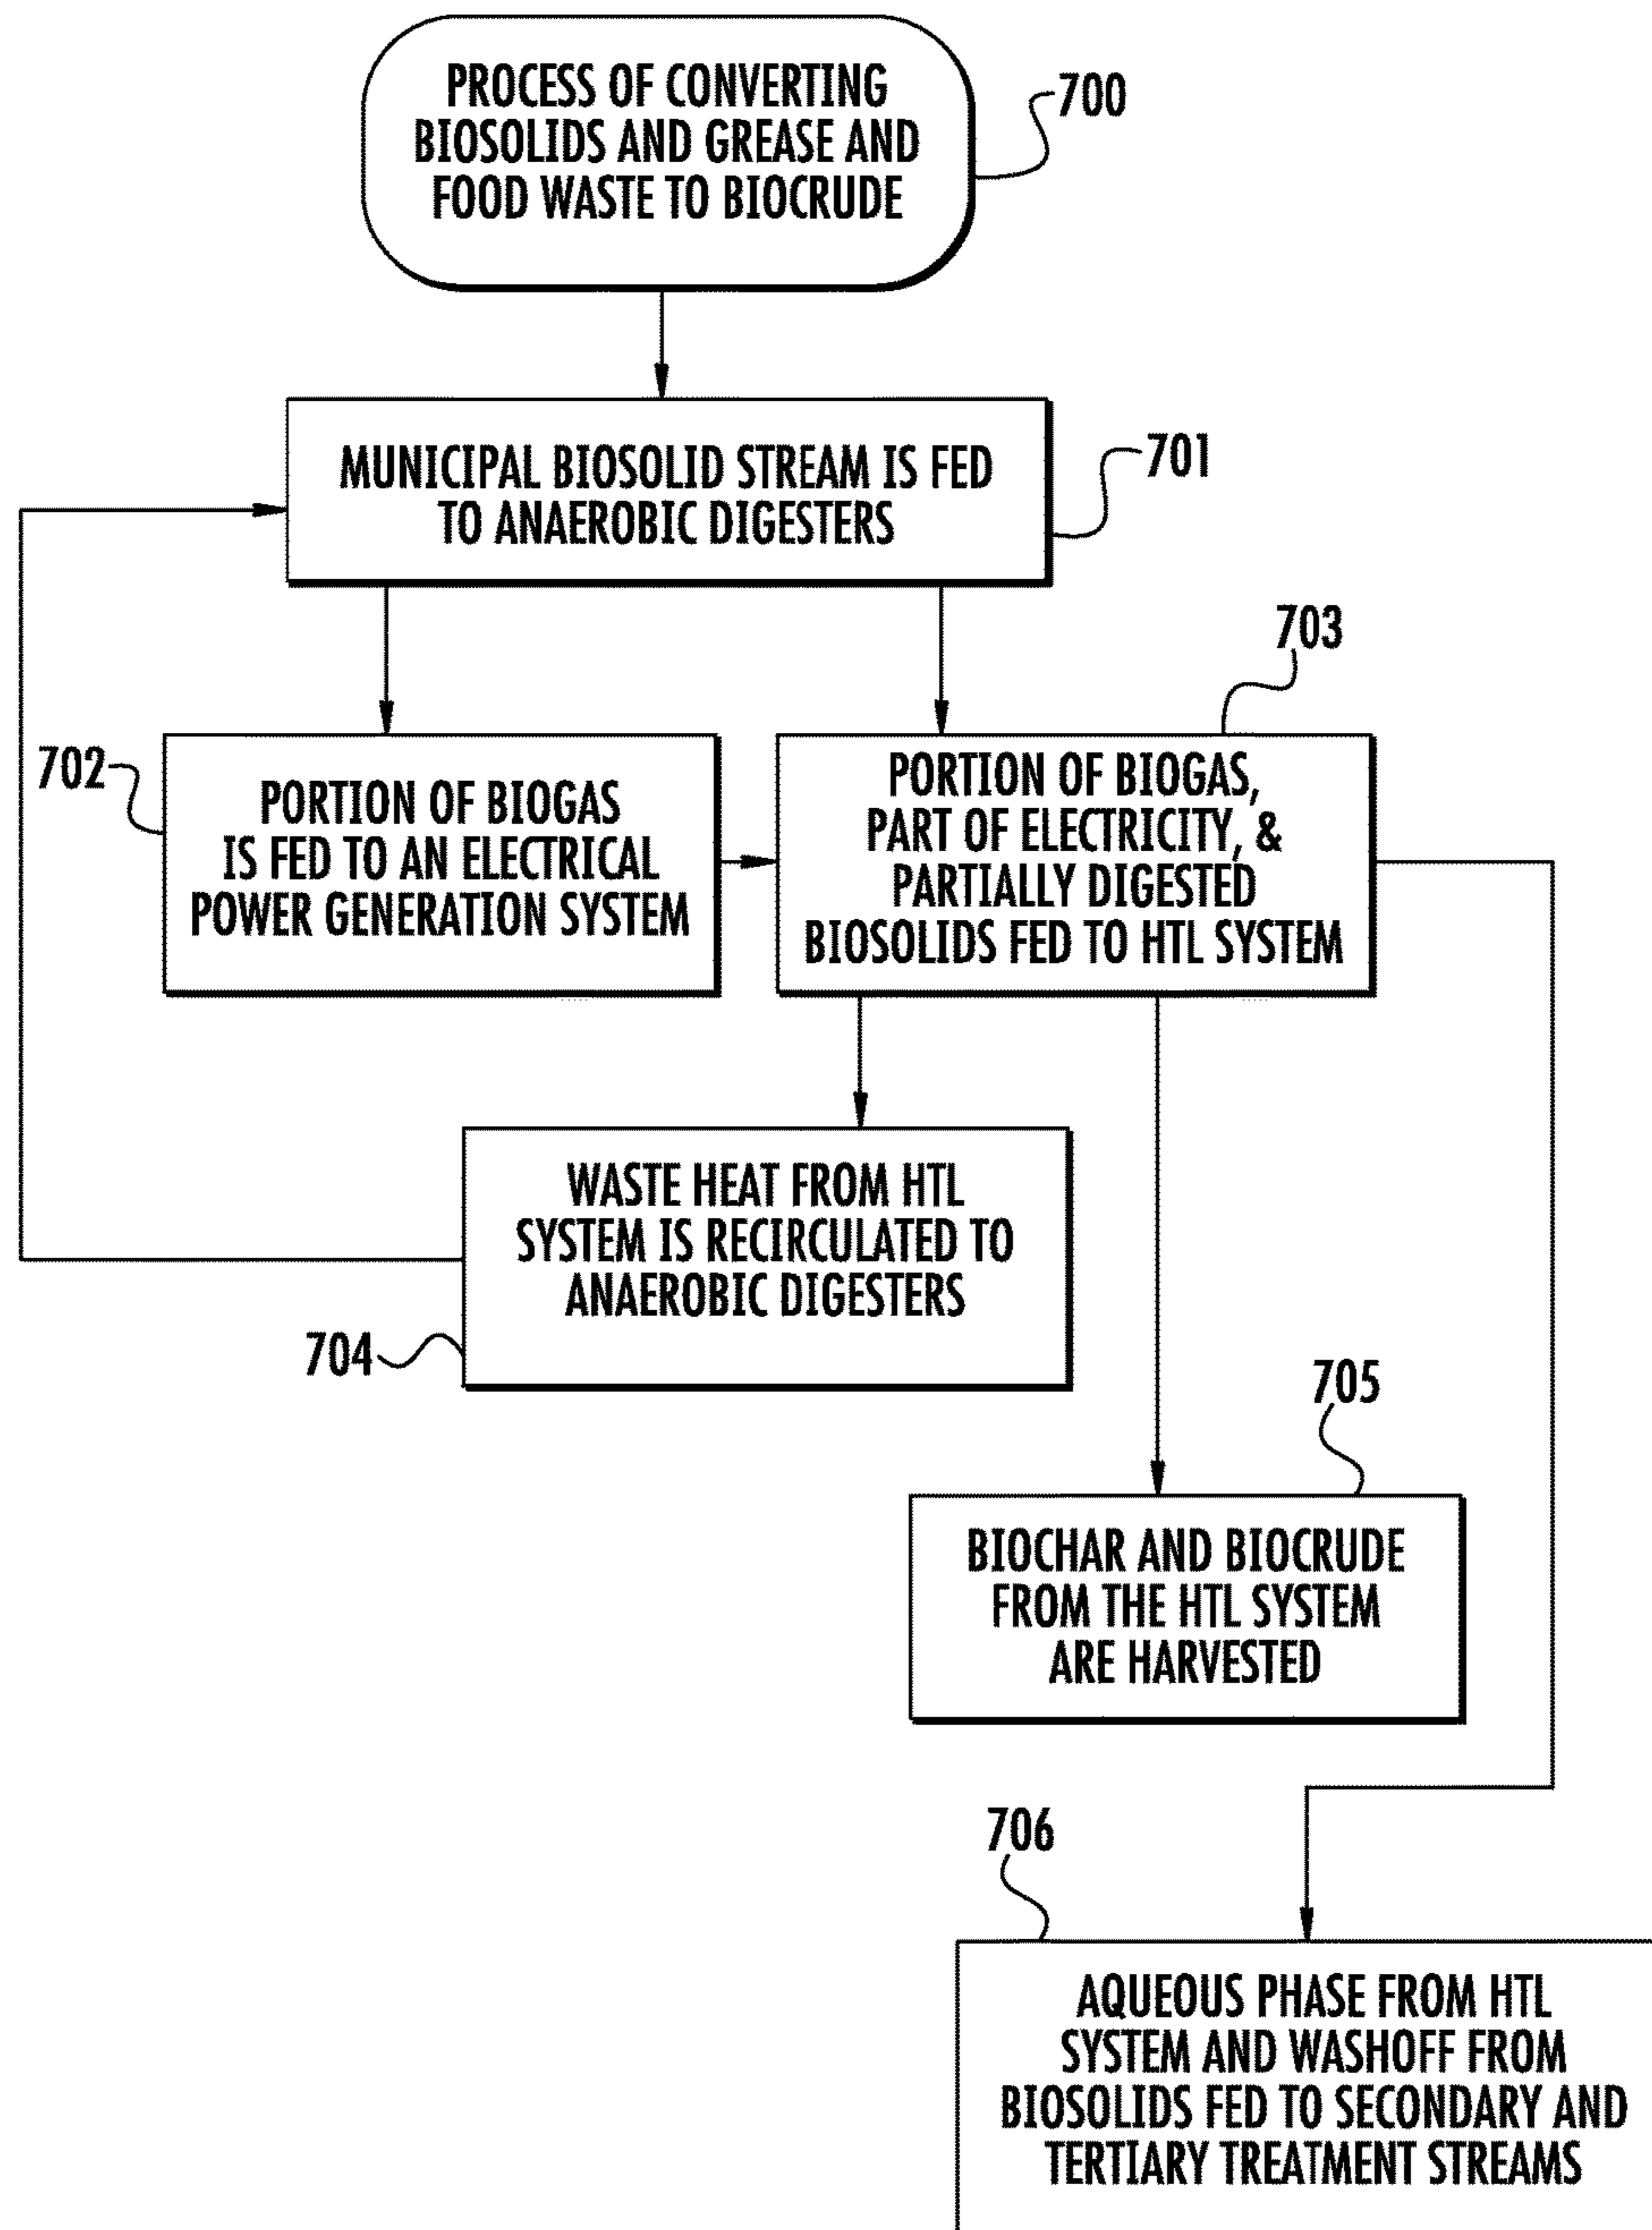 PROCESS OF CONVERTING
BIOSOLIDS AND GREASE AND
FOOD WASTE TO BIOCRUDE
700
MUNICIPAL BIOSOLID STREAM IS FED
TO ANAEROBIC DIGESTERS
701
702
PORTION OF BIOGAS
IS FED TO AN ELECTRICAL
POWER GENERATION SYSTEM
703
PORTION OF BIOGAS,
PART OF ELECTRICITY, &
PARTIALLY DIGESTED
BIOSOLIDS FED TO HTL SYSTEM
WASTE HEAT FROM HTL
SYSTEM IS RECIRCULATED TO
ANAEROBIC DIGESTERS
704
705
BIOCHAR AND BIOCRUDE
FROM THE HTL SYSTEM
ARE HARVESTED
706
AQUEOUS PHASE FROM HTL
SYSTEM AND WASHOFF FROM
BIOSOLIDS FED TO SECONDARY AND
TERTIARY TREATMENT STREAMS